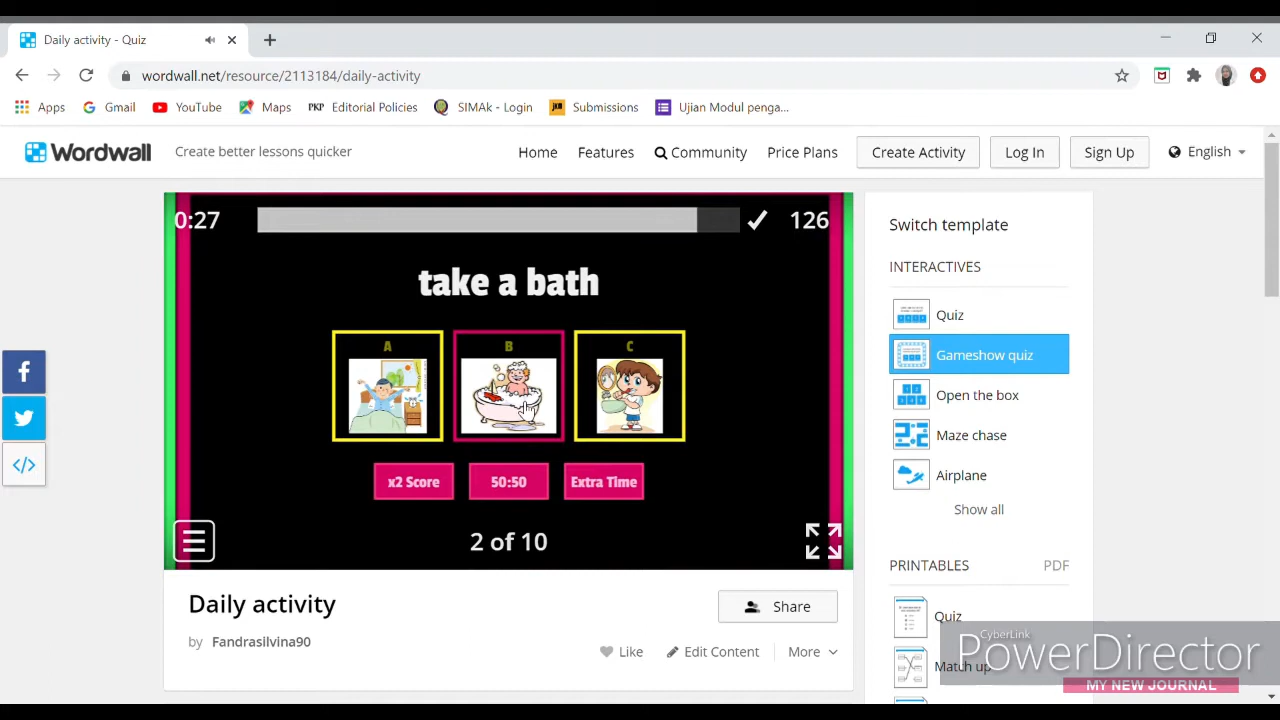 Daily activity - Quiz
wordwall.net/resource/2113184/daily-activity
Apps Gmail YouTube Maps PKP Editorial Policies SIMAk - Login Submissions Ujian Modul penga...
Wordwall Create better lessons quicker Home Features Community Price Plans Create Activity Log In Sign Up English
0:27 126
take a bath
A B C
x2 Score 50:50 Extra Time
2 of 10
Daily activity
Share
by Fandrasilvina90
Like Edit Content More
Switch template
INTERACTIVES
Quiz
Gameshow quiz
Open the box
Maze chase
Airplane
Show all
PRINTABLES PDF
Quiz
Match up
CyberLink
PowerDirector
MY NEW JOURNAL